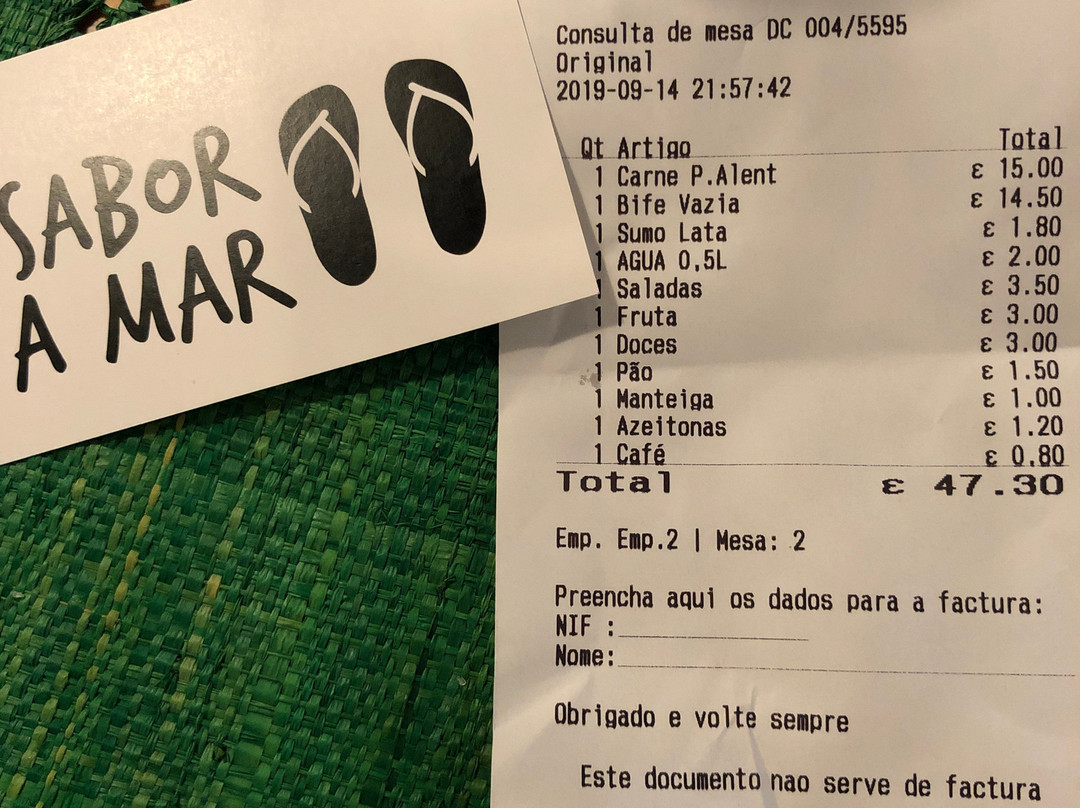 SABOR
A MAR
Consulta de mesa DC 004/5595
Original
2019-09-14 21:57:42
Qt Artigo Total
1 Carne P.Alent € 15.00
1 Bife Vazia € 14.50
1 Sumo Lata € 1.80
1 AGUA 0,5L € 2.00
1 Saladas € 3.50
1 Fruta € 3.00
1 Doces € 3.00
1 Pão € 1.50
1 Manteiga € 1.00
1 Azeitonas € 1.20
1 Café € 0.80
Total € 47.30
Emp. Emp.2 | Mesa: 2
Preencha aqui os dados para a factura:
NIF :
Nome:
Obrigado e volte sempre
Este documento nao serve de factura